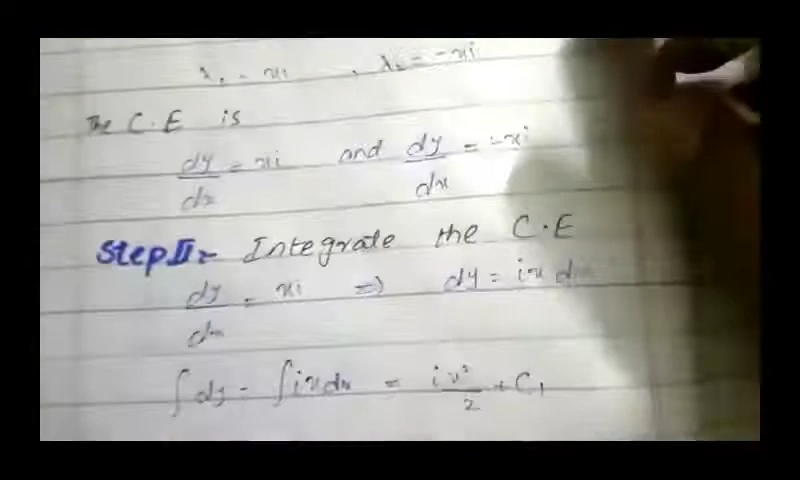 λ₁ = xi , λ₂ = -xi
The C.E is
dy/dx = xi and dy/dx = -xi
Step II:- Integrate the C.E
dy/dx = xi ⇒ dy = ix dx
∫dy = ∫ix dx = ix²/2 + C₁